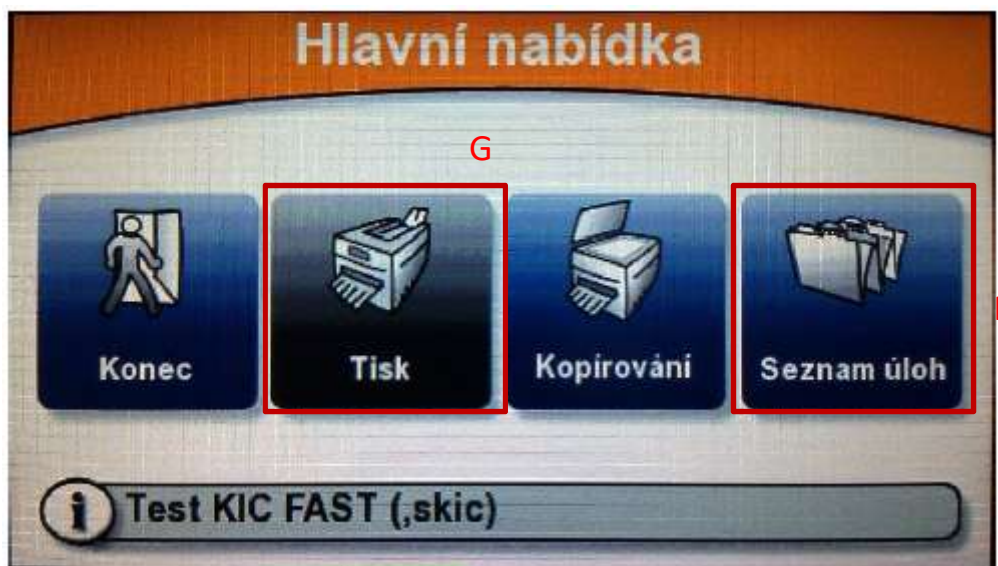 Hlavní nabídka
G
Konec
Tisk
Kopírování
Seznam úloh
i
Test KIC FAST (,skic)